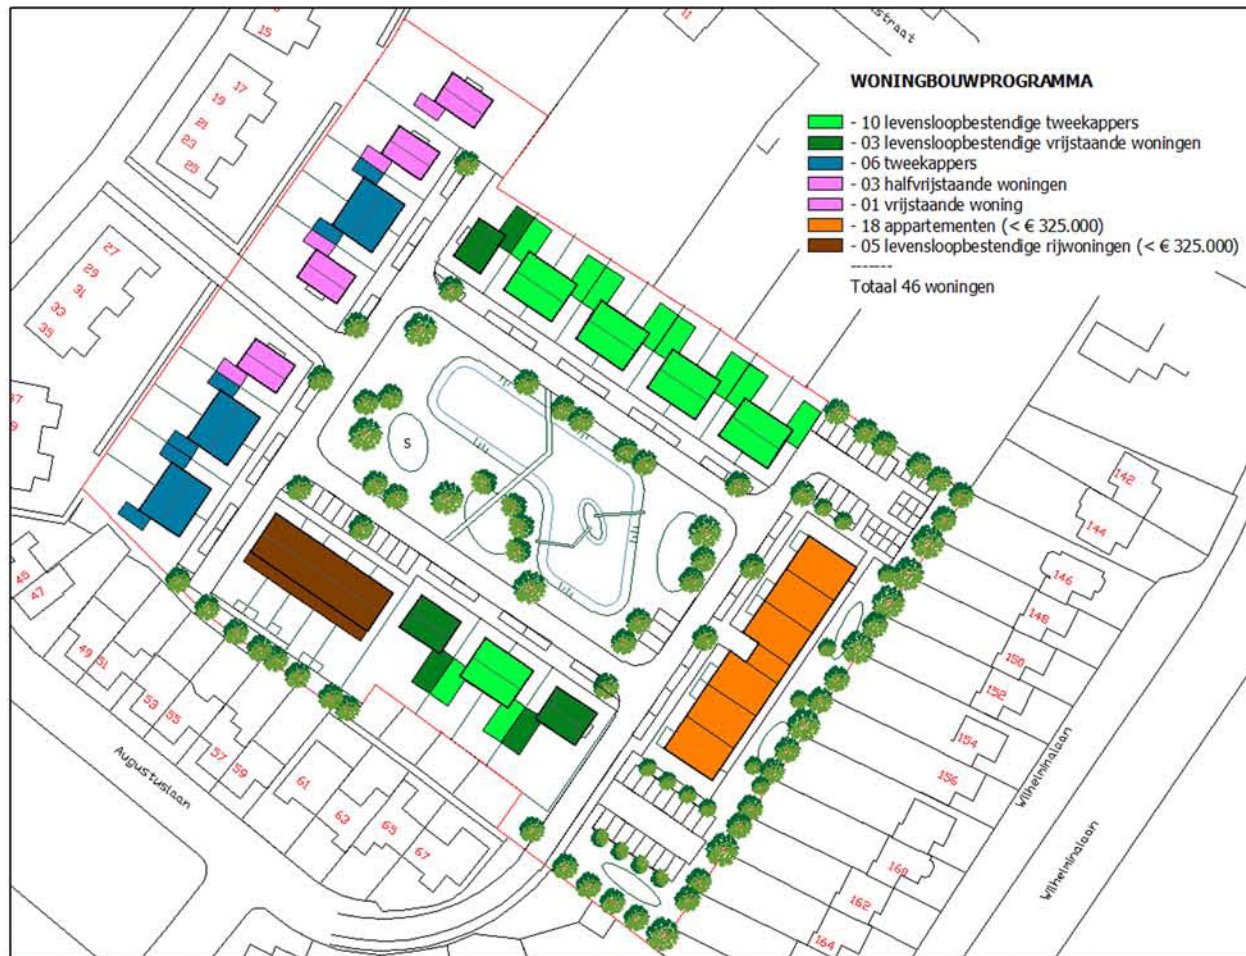 WONINGBOUWPROGRAMMA
- 10 levensloopbestendige tweekappers
- 03 levensloopbestendige vrijstaande woningen
- 06 tweekappers
- 03 halfvrijstaande woningen
- 01 vrijstaande woning
- 18 appartementen (< € 325.000)
- 05 levensloopbestendige rijwoningen (< € 325.000)
-------
Totaal 46 woningen
straat
15
17
19
21
23
25
27
29
31
33
35
S
47
49
51
53
55
57
59
61
63
65
67
Augustuslaan
142
144
146
148
150
152
154
156
160
162
164
Wilhelminalaan
Wilhelminalaan